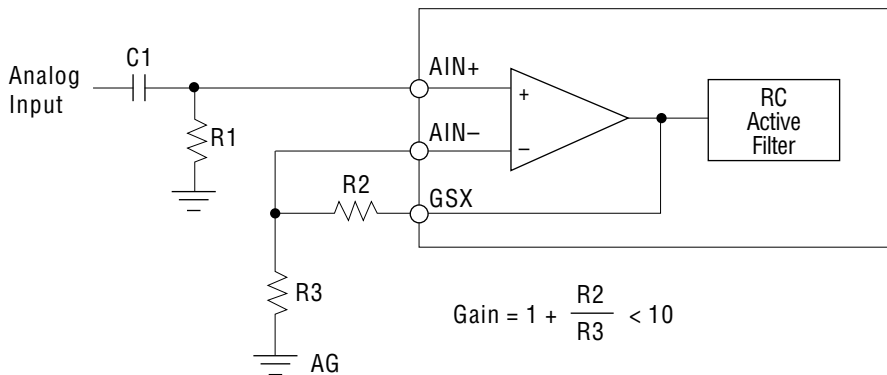 C1
Analog
Input
R1
AIN+
AIN–
GSX
+
–
RC
Active
Filter
R2
R3
AG
Gain = 1 + R2/R3 < 10